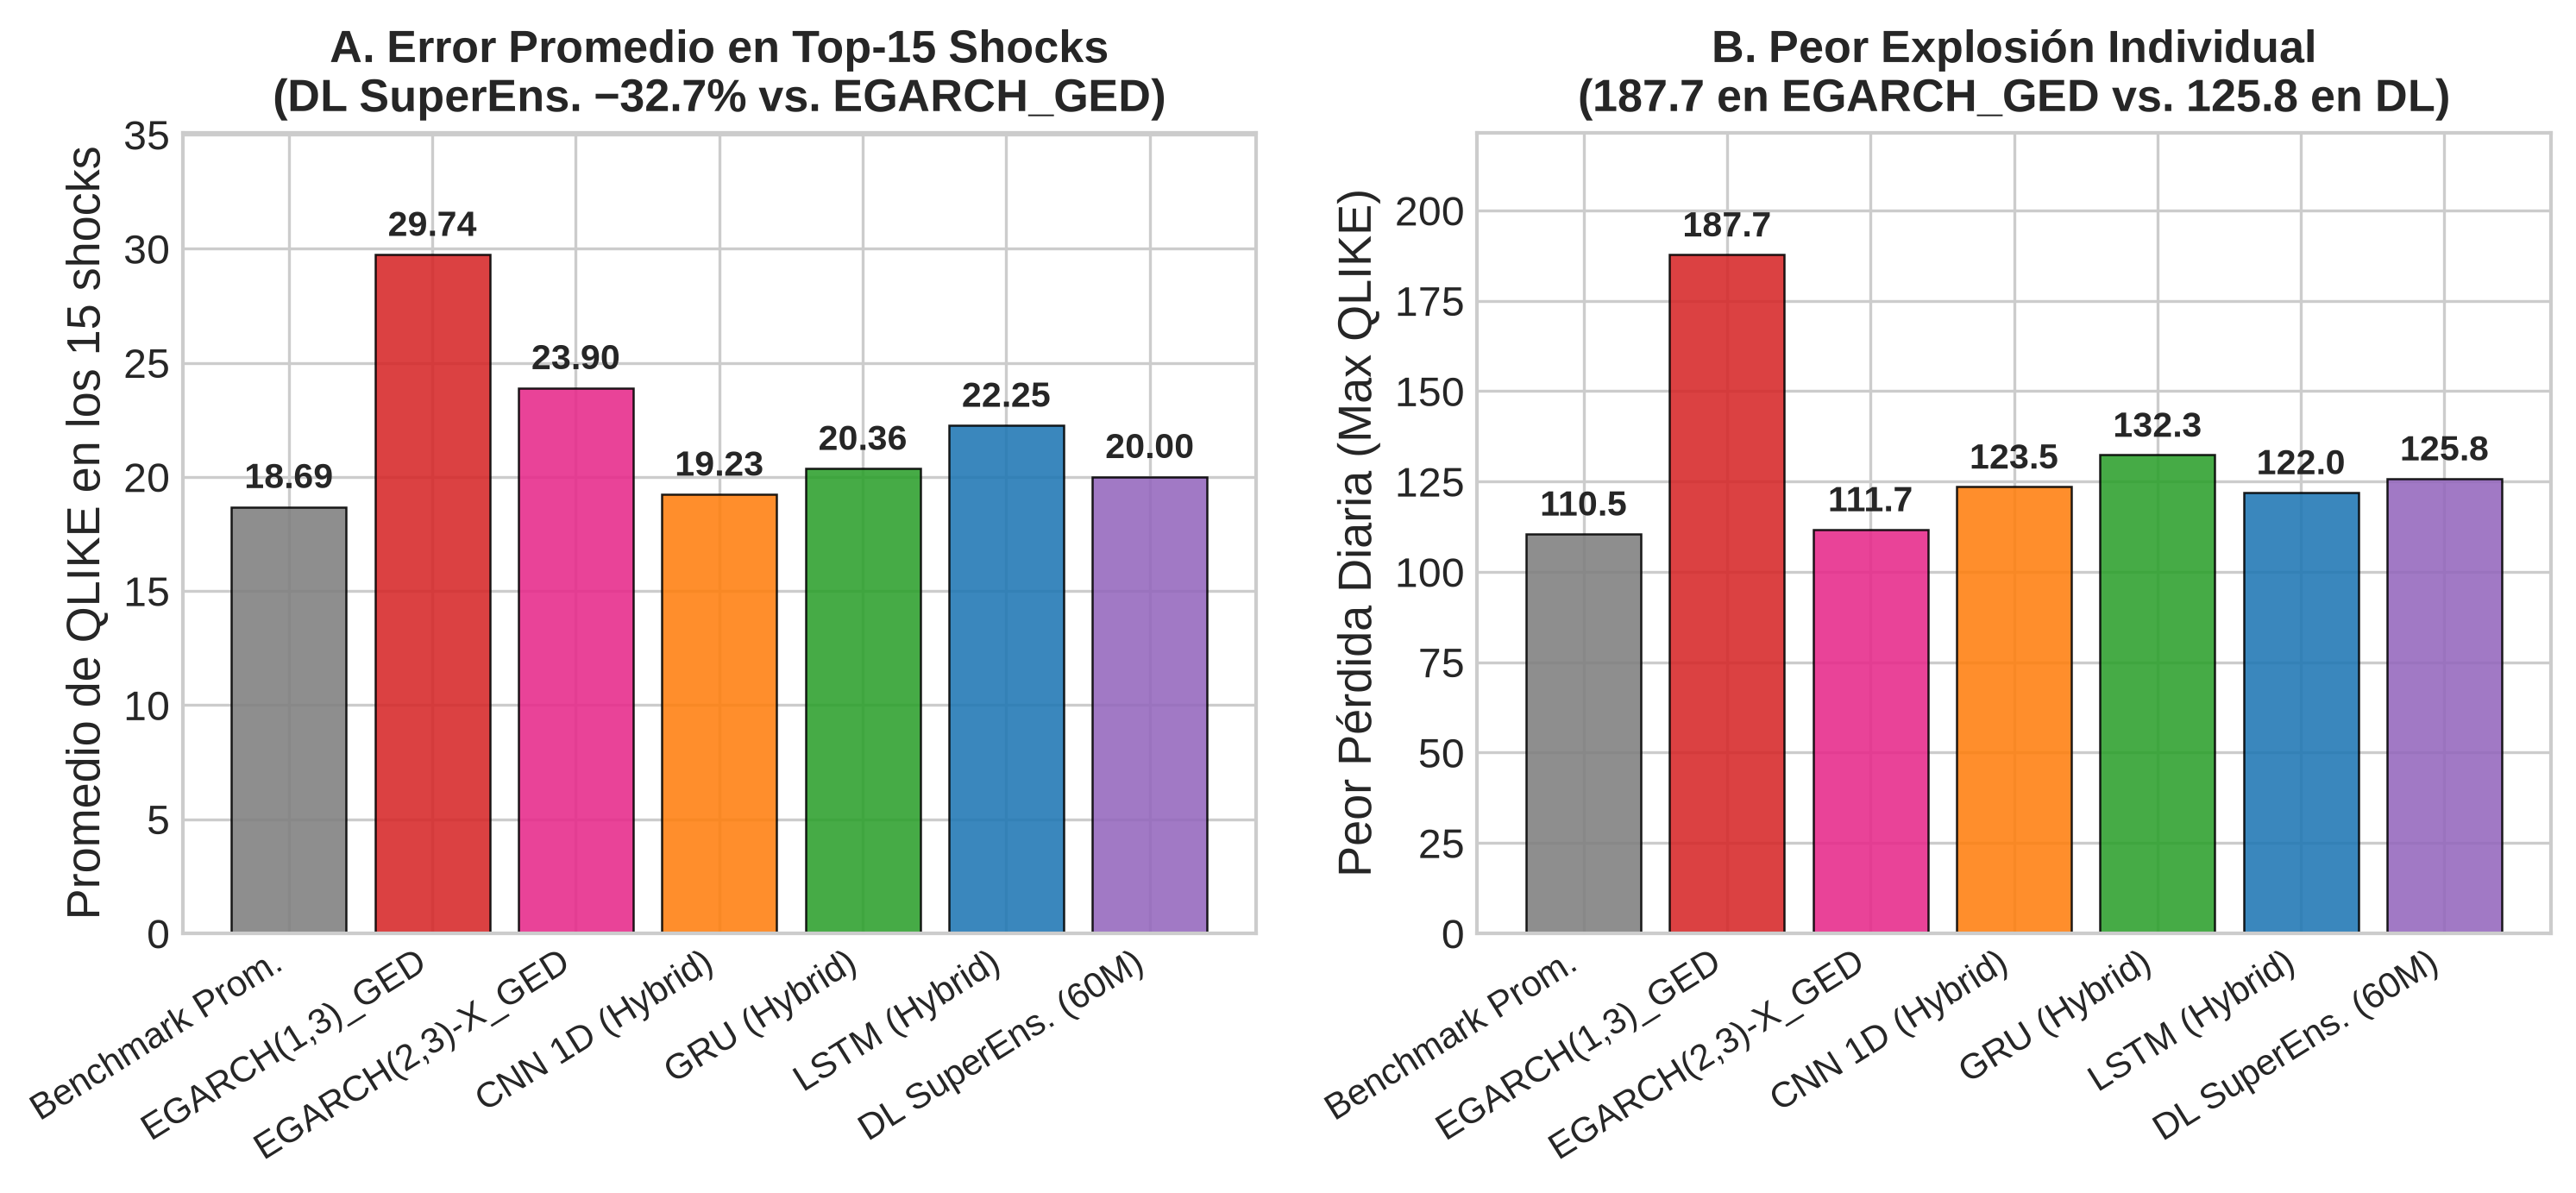 A. Error Promedio en Top-15 Shocks
(DL SuperEns. −32.7% vs. EGARCH_GED)
Promedio de QLIKE en los 15 shocks
35
30
25
20
15
10
5
0
18.69
29.74
23.90
19.23
20.36
22.25
20.00
Benchmark Prom.
EGARCH(1,3)_GED
EGARCH(2,3)-X_GED
CNN 1D (Hybrid)
GRU (Hybrid)
LSTM (Hybrid)
DL SuperEns. (60M)
B. Peor Explosión Individual
(187.7 en EGARCH_GED vs. 125.8 en DL)
Peor Pérdida Diaria (Max QLIKE)
200
175
150
125
100
75
50
25
0
110.5
187.7
111.7
123.5
132.3
122.0
125.8
Benchmark Prom.
EGARCH(1,3)_GED
EGARCH(2,3)-X_GED
CNN 1D (Hybrid)
GRU (Hybrid)
LSTM (Hybrid)
DL SuperEns. (60M)